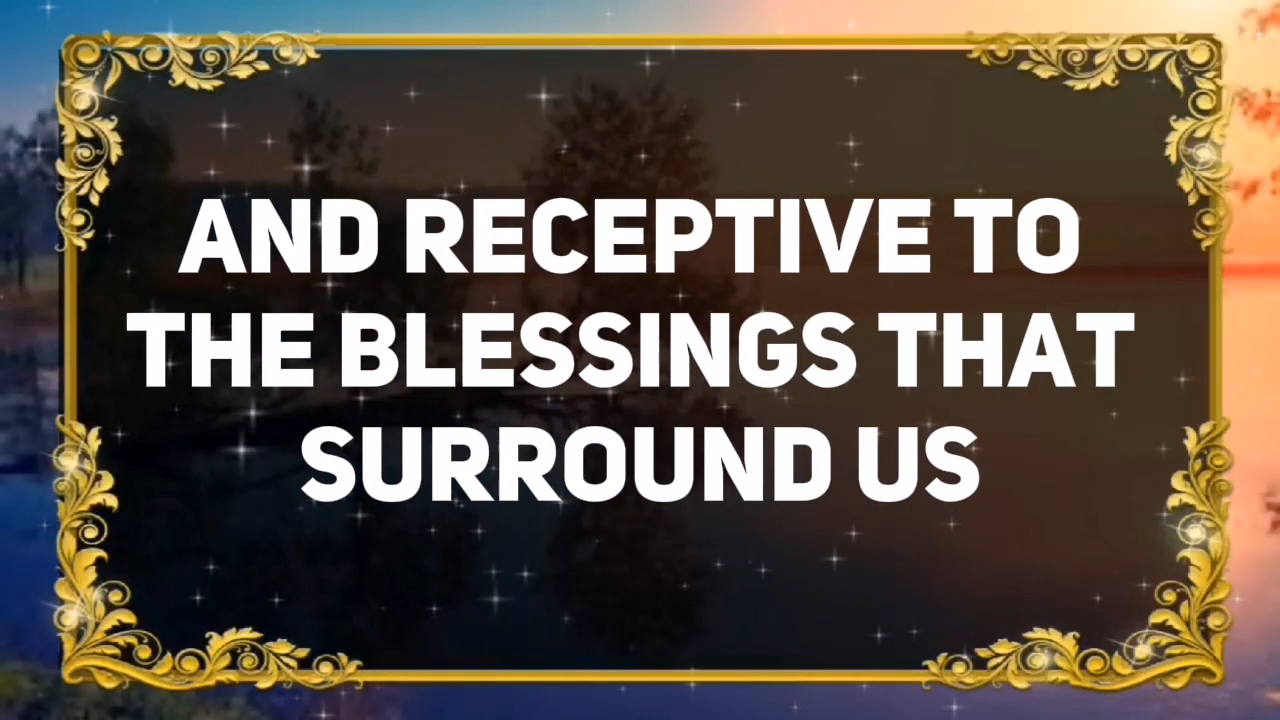 AND RECEPTIVE TO
THE BLESSINGS THAT
SURROUND US